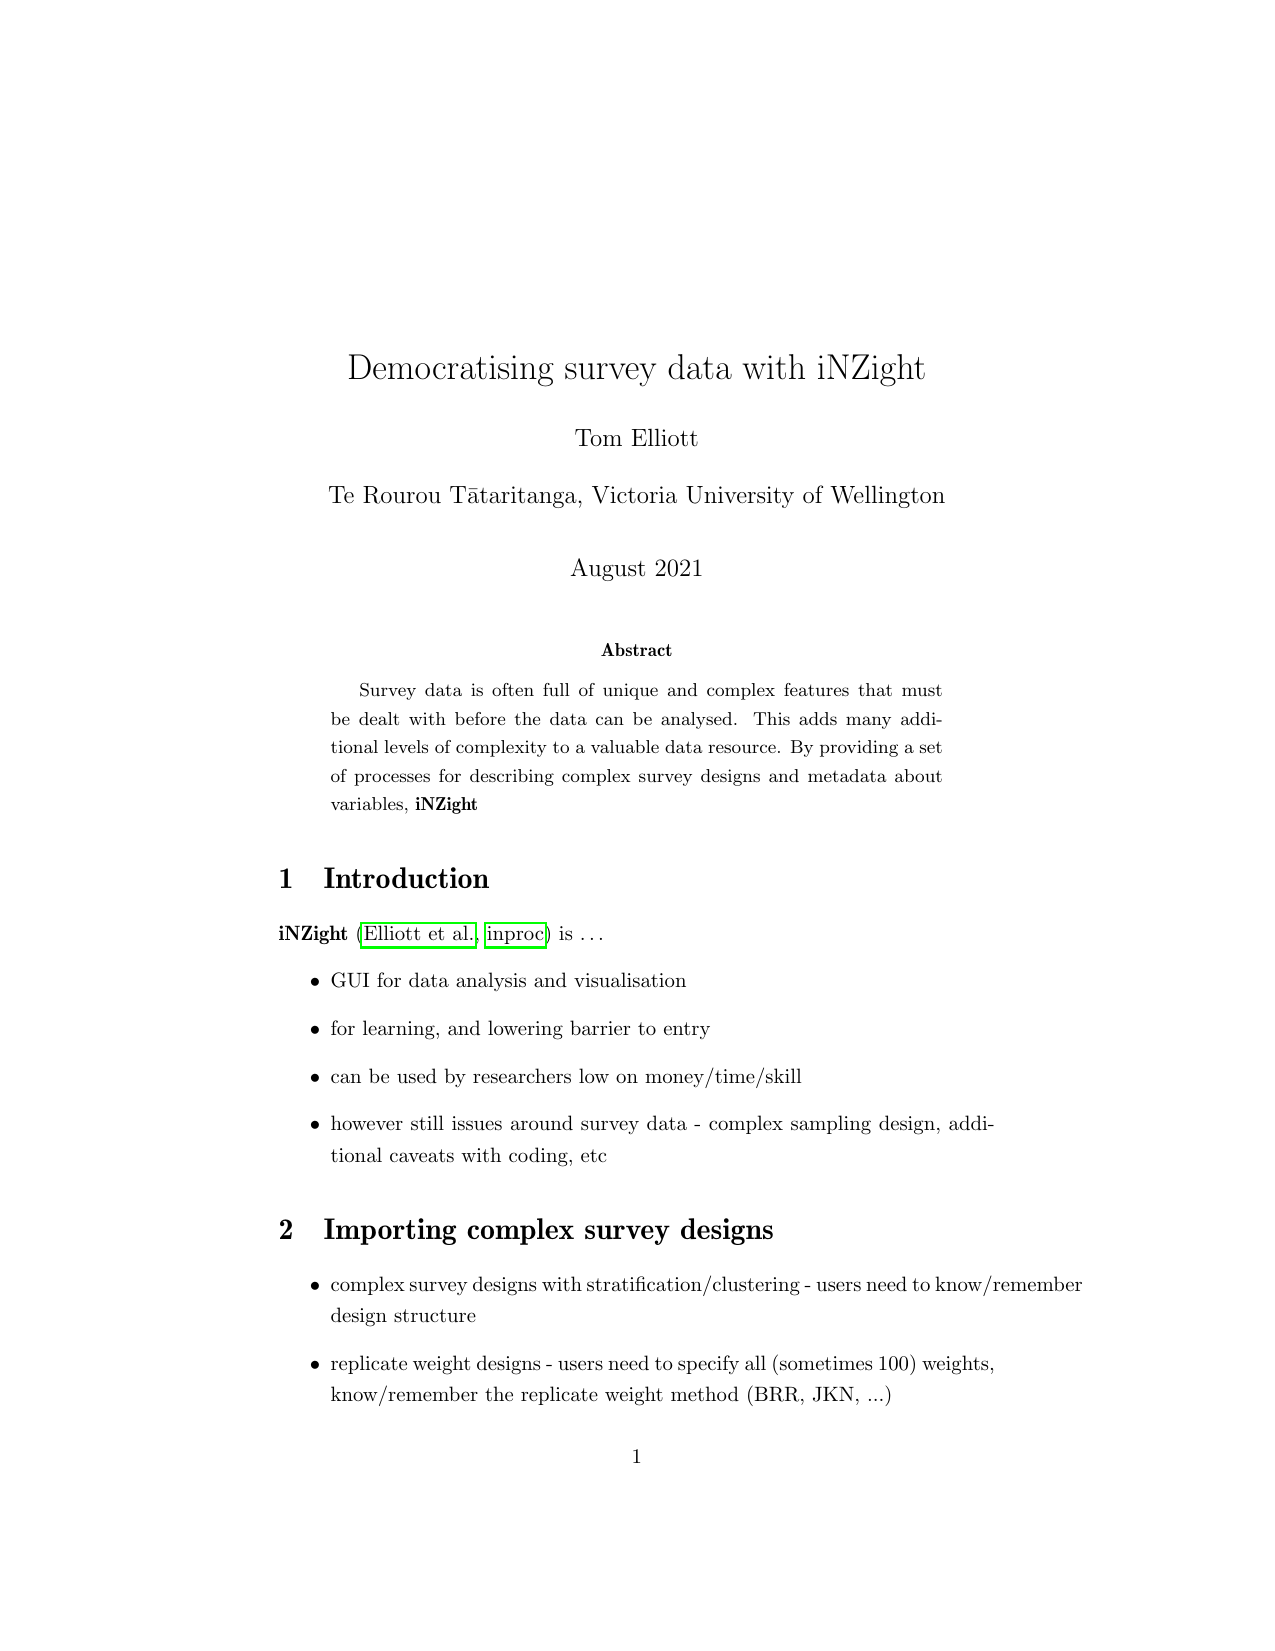 Democratising survey data with iNZight
Tom Elliott
Te Rourou Tātaritanga, Victoria University of Wellington
August 2021
Abstract
Survey data is often full of unique and complex features that must
be dealt with before the data can be analysed. This adds many addi-
tional levels of complexity to a valuable data resource. By providing a set
of processes for describing complex survey designs and metadata about
variables, iNZight
1 Introduction
iNZight (Elliott et al., inproc) is ...
• GUI for data analysis and visualisation
• for learning, and lowering barrier to entry
• can be used by researchers low on money/time/skill
• however still issues around survey data - complex sampling design, addi-
tional caveats with coding, etc
2 Importing complex survey designs
• complex survey designs with stratification/clustering - users need to know/remember
design structure
• replicate weight designs - users need to specify all (sometimes 100) weights,
know/remember the replicate weight method (BRR, JKN, ...)
1